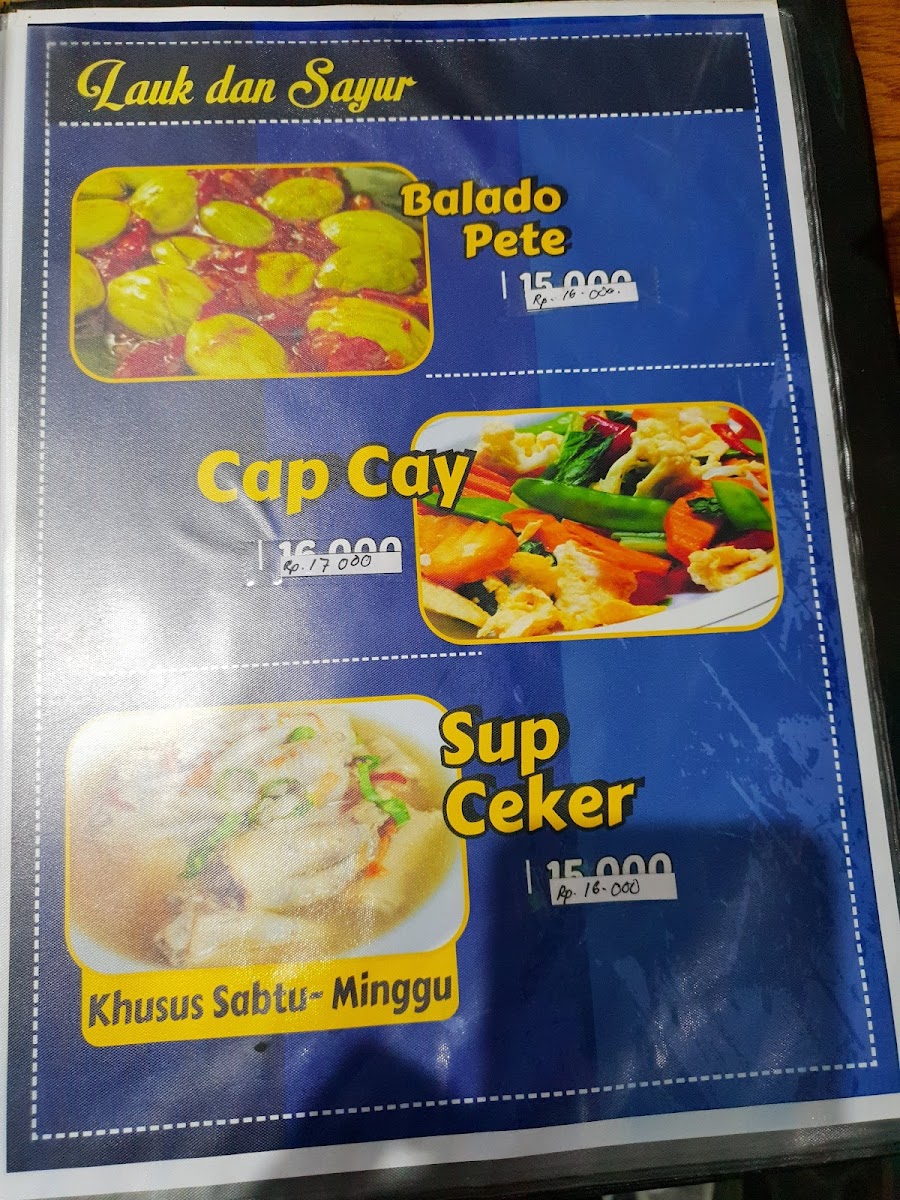 Lauk dan Sayur
Balado
Pete
15.000
Rp. 16.000.
Cap Cay
16.000
Rp. 17 000
Sup
Ceker
15.000
Rp. 16.000
Khusus Sabtu- Minggu